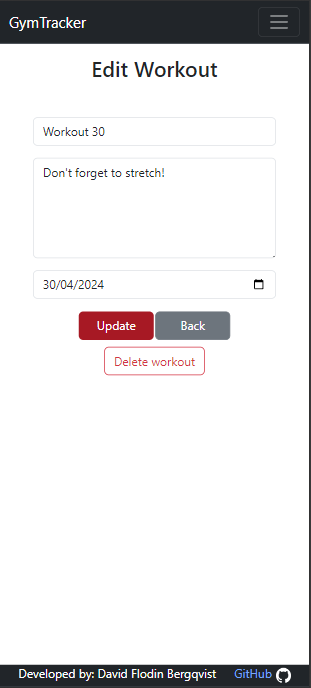 GymTracker
Edit Workout
Workout 30
Don't forget to stretch!
30/04/2024
Update Back
Delete workout
Developed by: David Flodin Bergqvist GitHub